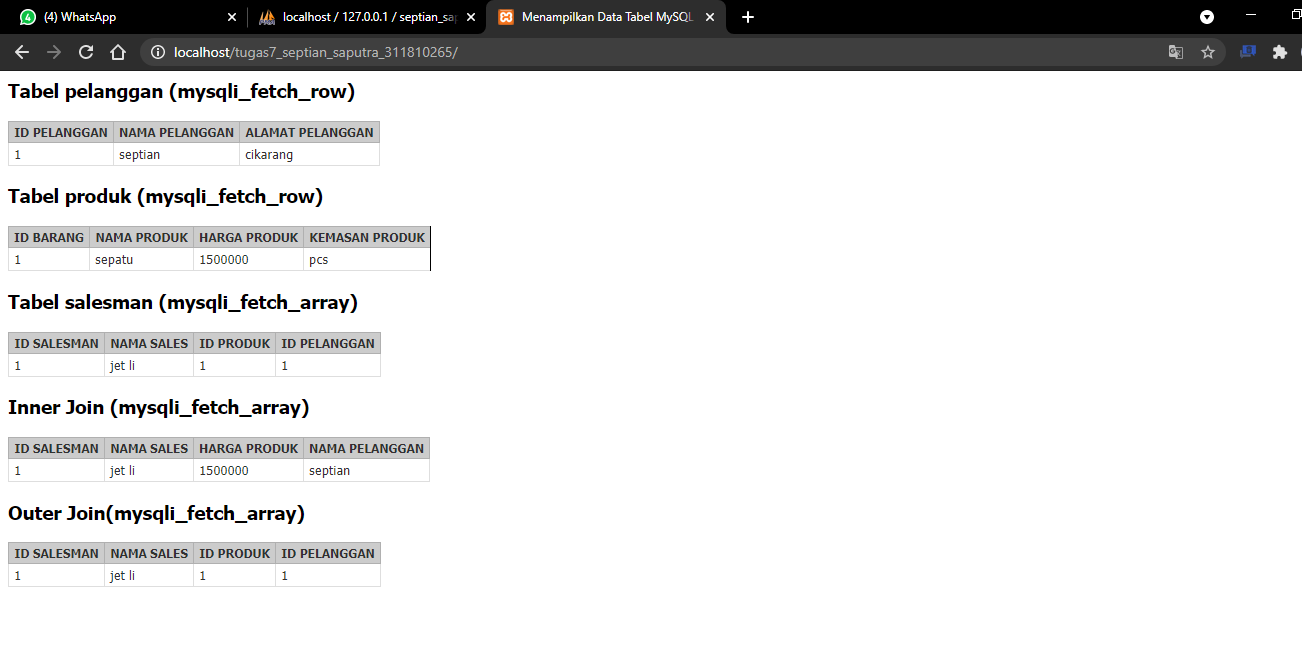 (4) WhatsApp
localhost / 127.0.0.1 / septian_sap
Menampilkan Data Tabel MySQL
localhost/tugas7_septian_saputra_311810265/
Tabel pelanggan (mysqli_fetch_row)
ID PELANGGAN NAMA PELANGGAN ALAMAT PELANGGAN
1 septian cikarang
Tabel produk (mysqli_fetch_row)
ID BARANG NAMA PRODUK HARGA PRODUK KEMASAN PRODUK
1 sepatu 1500000 pcs
Tabel salesman (mysqli_fetch_array)
ID SALESMAN NAMA SALES ID PRODUK ID PELANGGAN
1 jet li 1 1
Inner Join (mysqli_fetch_array)
ID SALESMAN NAMA SALES HARGA PRODUK NAMA PELANGGAN
1 jet li 1500000 septian
Outer Join(mysqli_fetch_array)
ID SALESMAN NAMA SALES ID PRODUK ID PELANGGAN
1 jet li 1 1